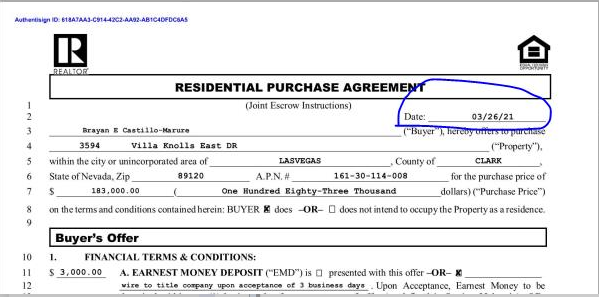 Authentisign ID: 618A7AA3-C914-42C2-AA92-AB1C4DFDC6A5
REALTOR
EQUAL HOUSING OPPORTUNITY
RESIDENTIAL PURCHASE AGREEMENT
1 (Joint Escrow Instructions)
2 Date: 03/26/21
3 Brayan E Castillo-Marure ("Buyer"), hereby offers to purchase
4 3594 Villa Knolls East DR ("Property"),
5 within the city or unincorporated area of LASVEGAS , County of CLARK ,
6 State of Nevada, Zip 89120 A.P.N. # 161-30-114-008 for the purchase price of
7 $ 183,000.00 ( One Hundred Eighty-Three Thousand dollars) ("Purchase Price")
8 on the terms and conditions contained herein: BUYER ☒ does –OR– ☐ does not intend to occupy the Property as a residence.
9
Buyer's Offer
10 1. FINANCIAL TERMS & CONDITIONS:
11 $ 3,000.00 A. EARNEST MONEY DEPOSIT ("EMD") is ☐ presented with this offer –OR– ☒
12 wire to title company upon acceptance of 3 business days . Upon Acceptance, Earnest Money to be